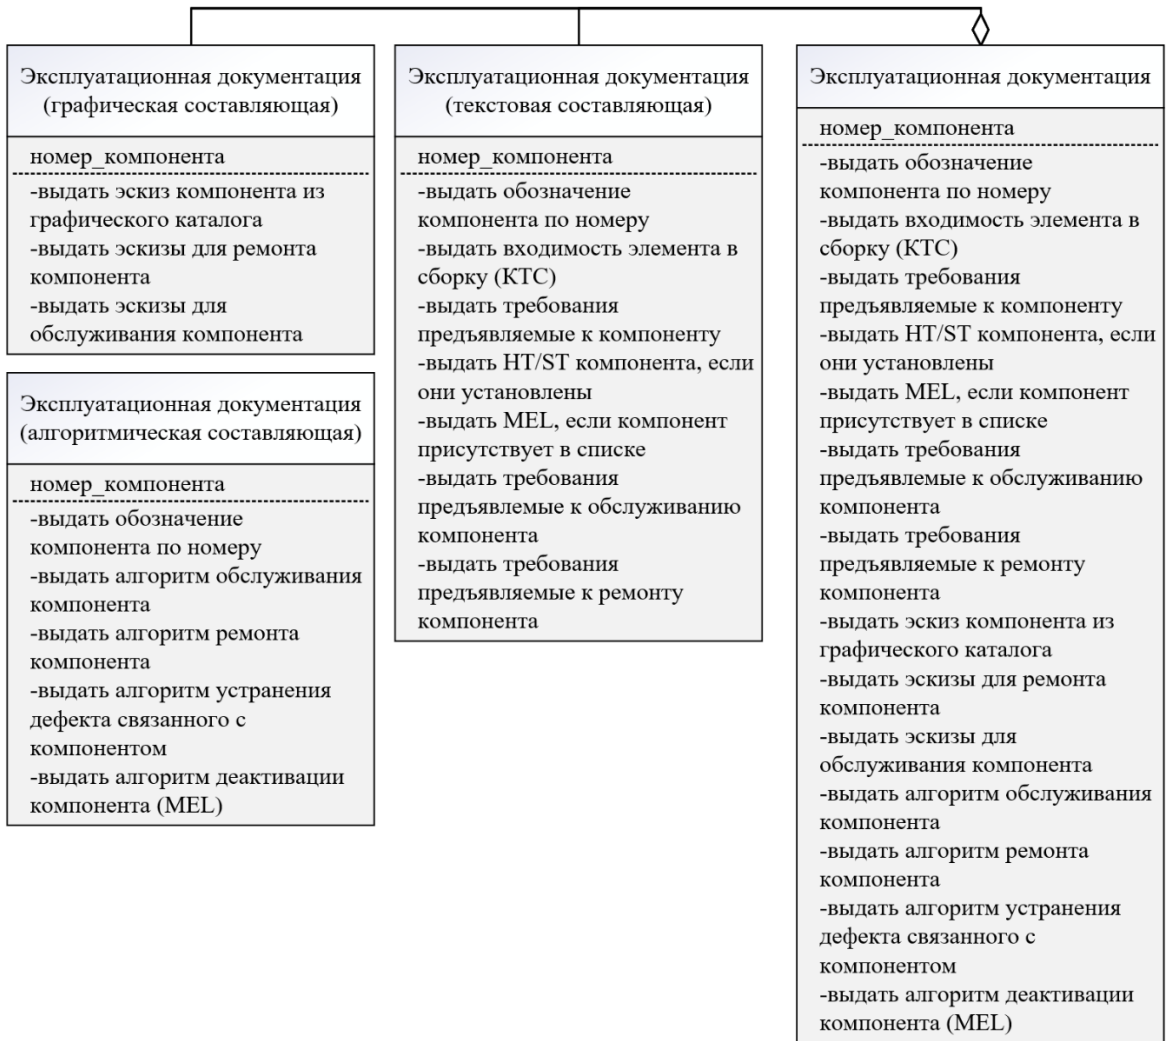 Эксплуатационная документация
(графическая составляющая)
номер_компонента
-выдать эскиз компонента из
графического каталога
-выдать эскизы для ремонта
компонента
-выдать эскизы для
обслуживания компонента
Эксплуатационная документация
(алгоритмическая составляющая)
номер_компонента
-выдать обозначение
компонента по номеру
-выдать алгоритм обслуживания
компонента
-выдать алгоритм ремонта
компонента
-выдать алгоритм устранения
дефекта связанного с
компонентом
-выдать алгоритм деактивации
компонента (MEL)
Эксплуатационная документация
(текстовая составляющая)
номер_компонента
-выдать обозначение
компонента по номеру
-выдать входимость элемента в
сборку (КТС)
-выдать требования
предъявляемые к компоненту
-выдать HT/ST компонента, если
они установлены
-выдать MEL, если компонент
присутствует в списке
-выдать требования
предъявлемые к обслуживанию
компонента
-выдать требования
предъявляемые к ремонту
компонента
Эксплуатационная документация
номер_компонента
-выдать обозначение
компонента по номеру
-выдать входимость элемента в
сборку (КТС)
-выдать требования
предъявляемые к компоненту
-выдать HT/ST компонента, если
они установлены
-выдать MEL, если компонент
присутствует в списке
-выдать требования
предъявлемые к обслуживанию
компонента
-выдать требования
предъявляемые к ремонту
компонента
-выдать эскиз компонента из
графического каталога
-выдать эскизы для ремонта
компонента
-выдать эскизы для
обслуживания компонента
-выдать алгоритм обслуживания
компонента
-выдать алгоритм ремонта
компонента
-выдать алгоритм устранения
дефекта связанного с
компонентом
-выдать алгоритм деактивации
компонента (MEL)